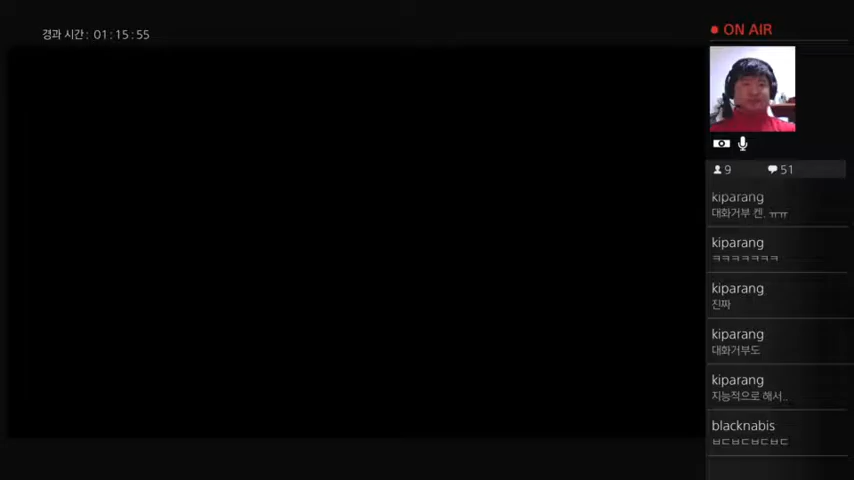 경과 시간 : 01 : 15 : 55
ON AIR
9
51
kiparang
대화거부 켄. ㅠㅠ
kiparang
ㅋㅋㅋㅋㅋㅋㅋ
kiparang
진짜
kiparang
대화거부도
kiparang
지능적으로 해서..
blacknabis
ㅂㄷㅂㄷㅂㄷㅂㄷ